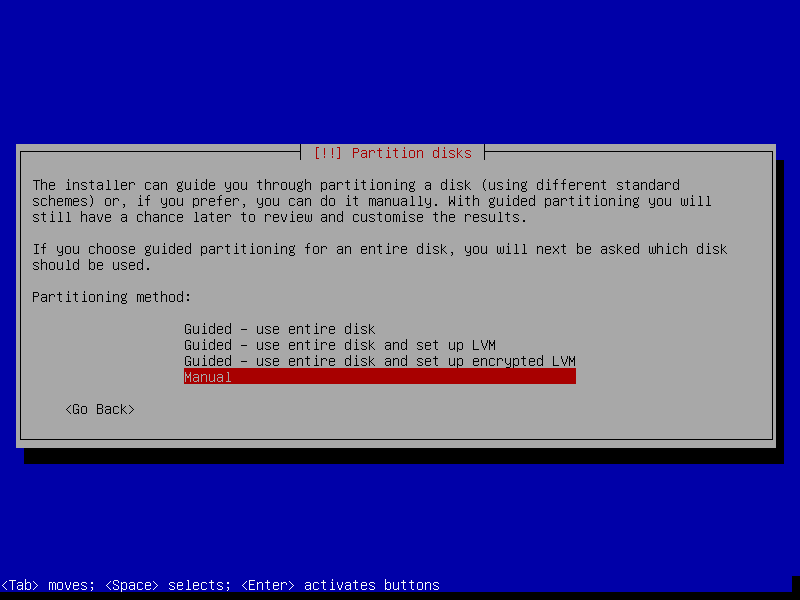 [!!] Partition disks
The installer can guide you through partitioning a disk (using different standard
schemes) or, if you prefer, you can do it manually. With guided partitioning you will
still have a chance later to review and customise the results.
If you choose guided partitioning for an entire disk, you will next be asked which disk
should be used.
Partitioning method:
Guided - use entire disk
Guided - use entire disk and set up LVM
Guided - use entire disk and set up encrypted LVM
Manual
<Go Back>
<Tab> moves; <Space> selects; <Enter> activates buttons